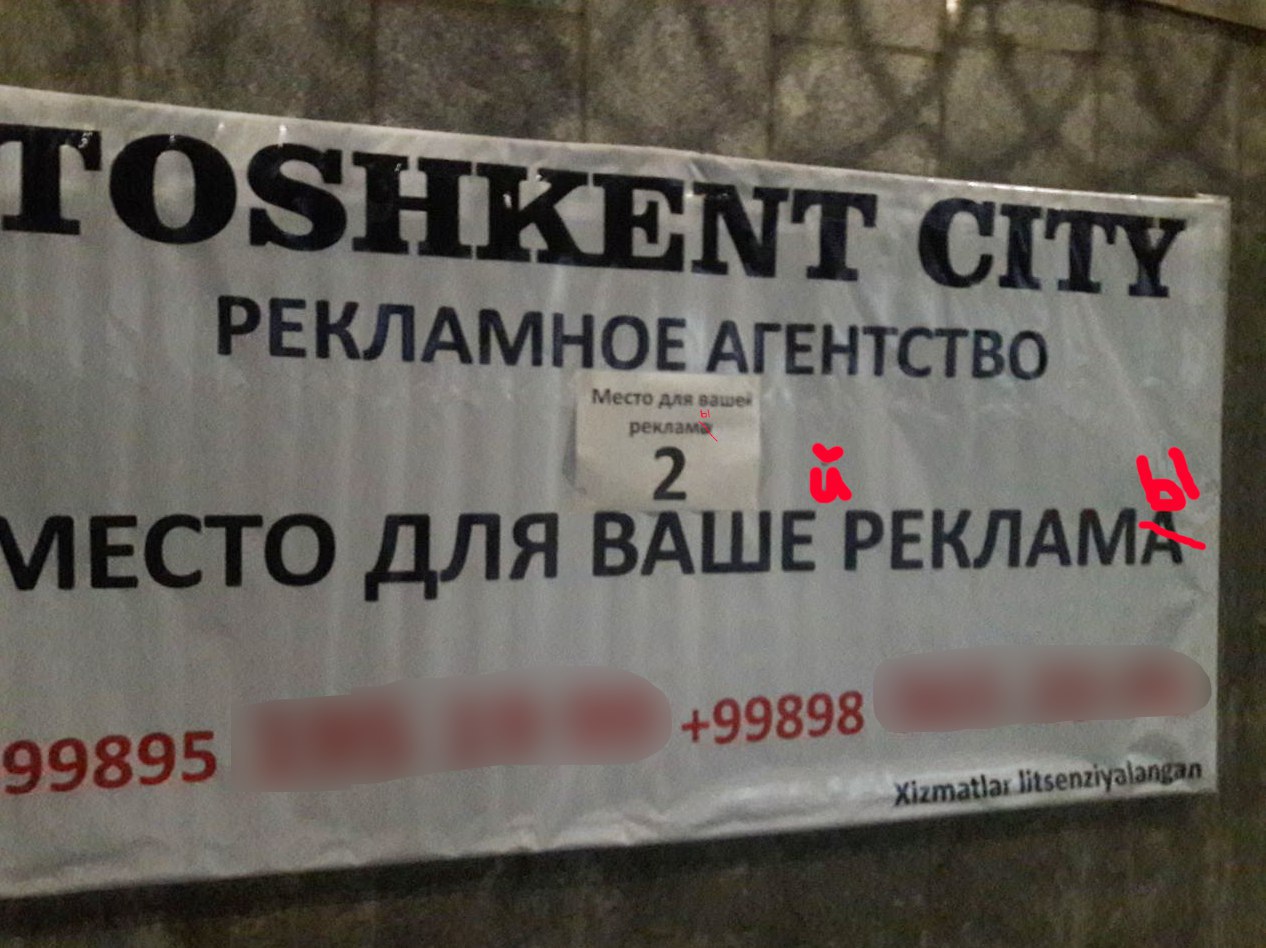 TOSHKENT CITY
РЕКЛАМНОЕ АГЕНТСТВО
Место для вашей
ы
реклама
2
й ы
МЕСТО ДЛЯ ВАШЕ РЕКЛАМА
99895 +99898
Xizmatlar litsenziyalangan